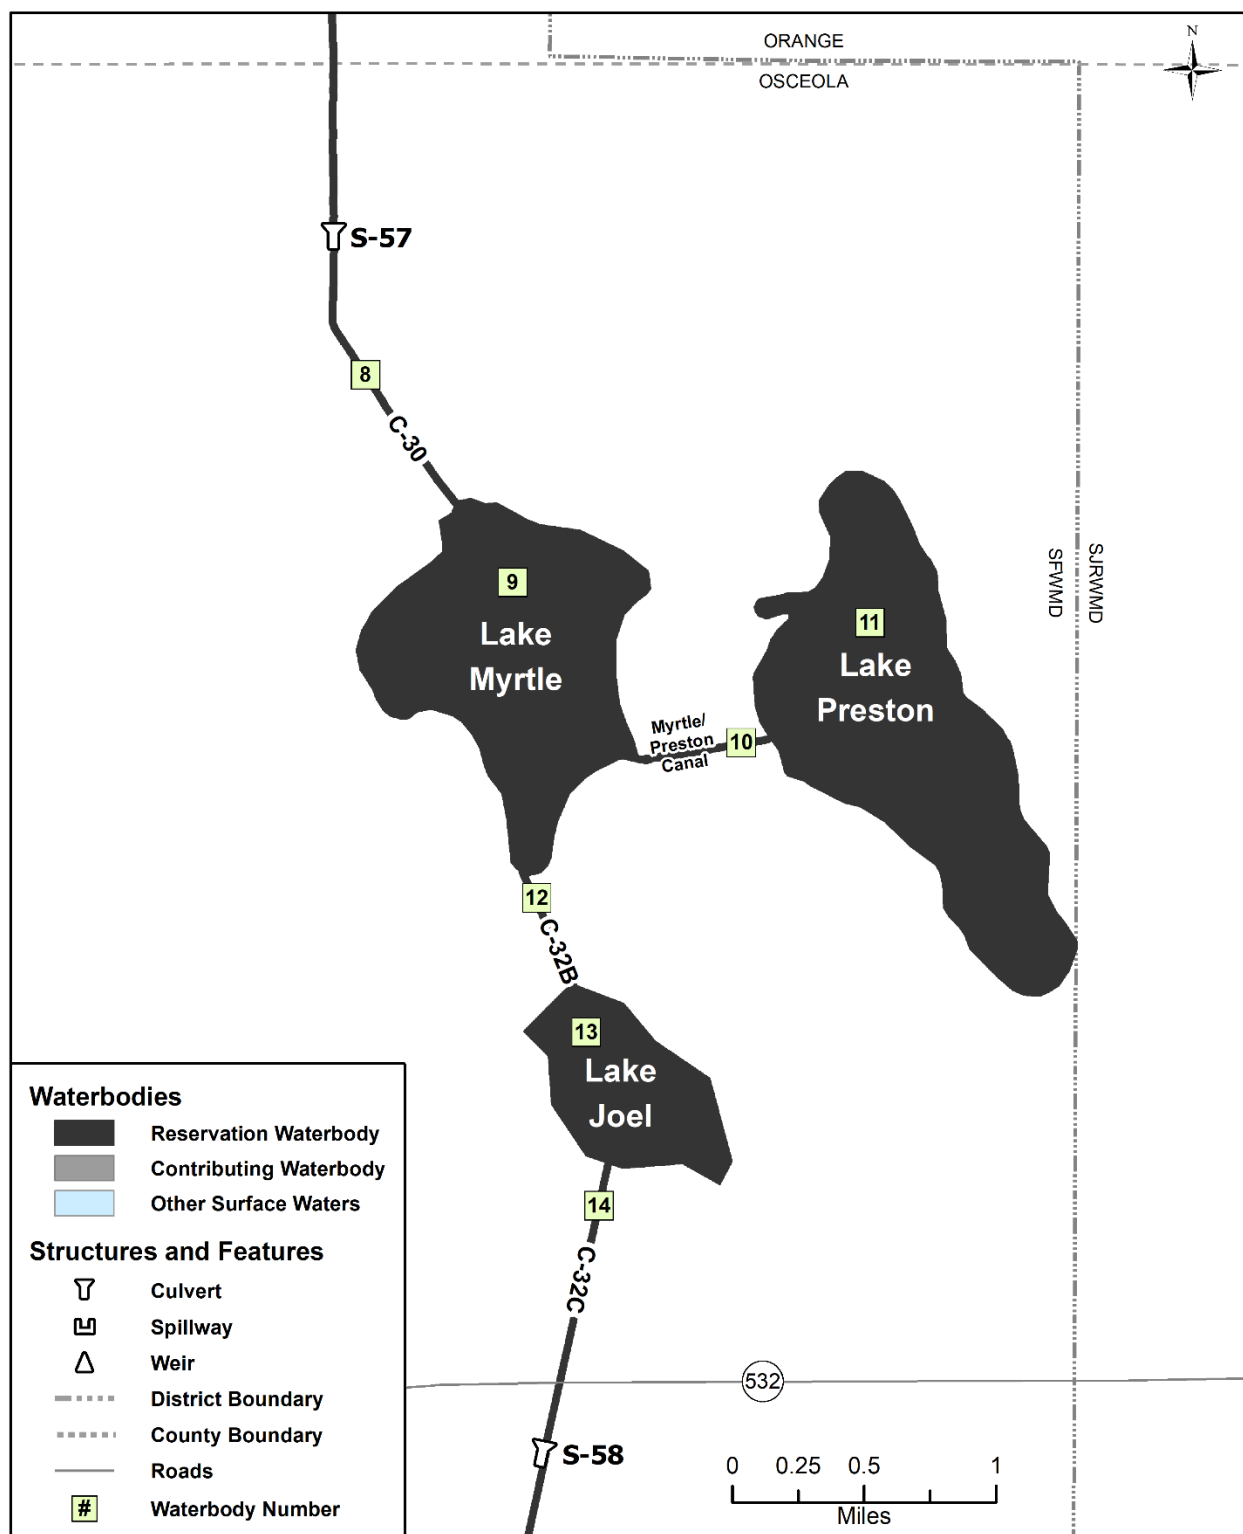 N
ORANGE
OSCEOLA
S-57
8
C-30
9
Lake
Myrtle
11
Lake
Preston
SFWMD
SJRWMD
Myrtle/
Preston
Canal
10
12
C-32B
13
Lake
Joel
14
C-32C
532
S-58
0 0.25 0.5 1
Miles
Waterbodies
Reservation Waterbody
Contributing Waterbody
Other Surface Waters
Structures and Features
Culvert
Spillway
Weir
District Boundary
County Boundary
Roads
# Waterbody Number